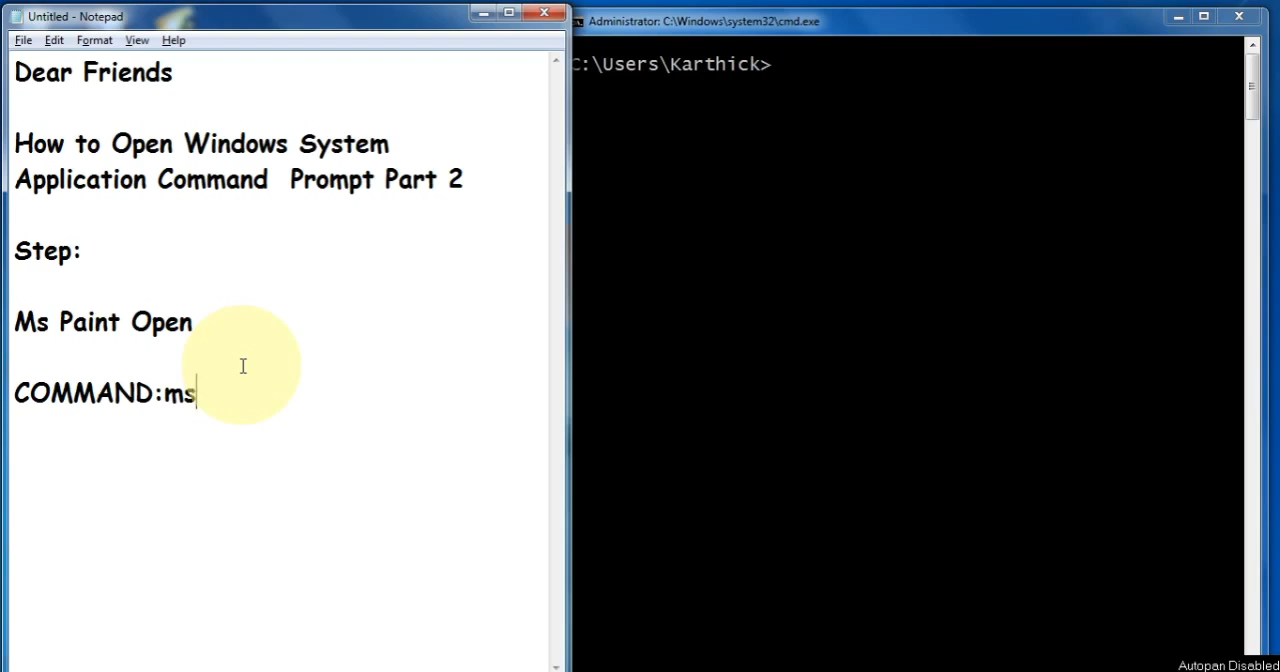 Untitled - Notepad
File Edit Format View Help
Dear Friends
How to Open Windows System
Application Command  Prompt Part 2
Step:
Ms Paint Open
COMMAND:ms
Administrator: C:\Windows\system32\cmd.exe
C:\Users\Karthick>
Autopan Disabled